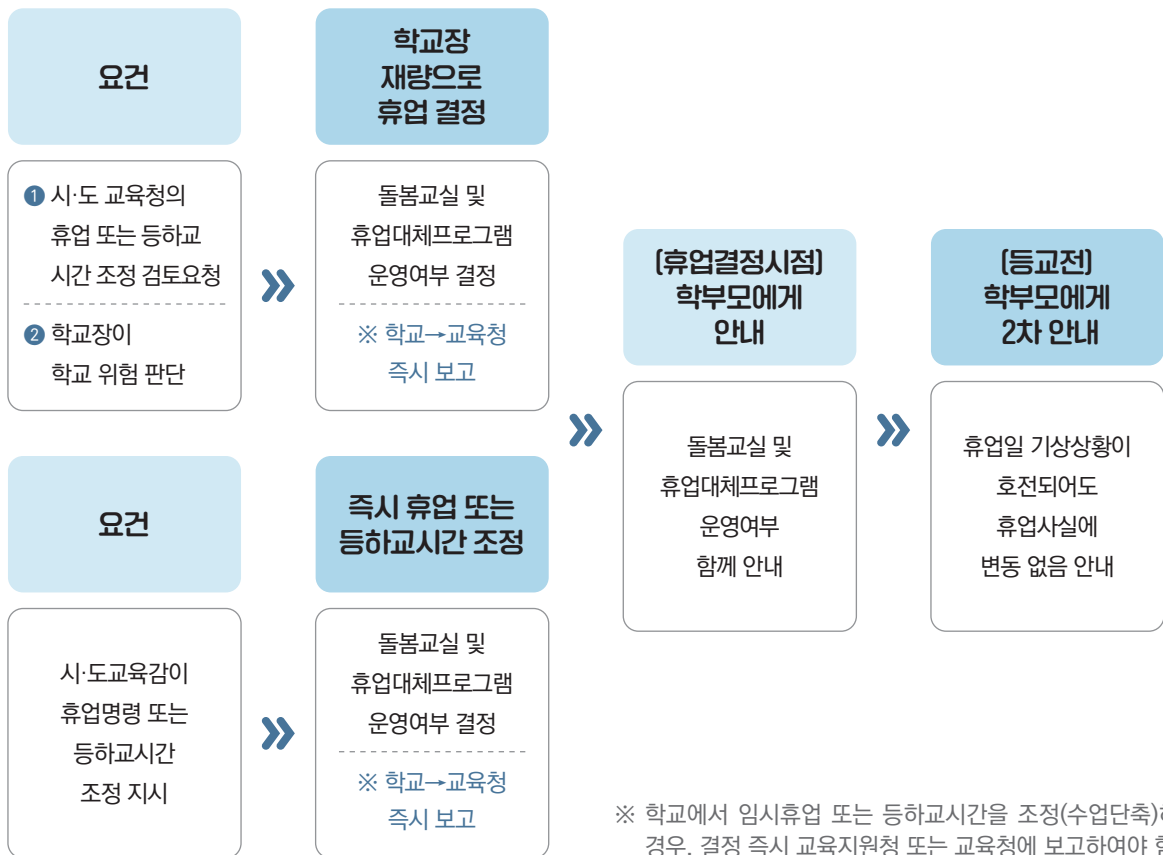 요건
❶ 시·도 교육청의
휴업 또는 등하교
시간 조정 검토요청
❷ 학교장이
학교 위험 판단
학교장
재량으로
휴업 결정
돌봄교실 및
휴업대체프로그램
운영여부 결정
※ 학교→교육청
즉시 보고
요건
시·도교육감이
휴업명령 또는
등하교시간
조정 지시
즉시 휴업 또는
등하교시간 조정
돌봄교실 및
휴업대체프로그램
운영여부 결정
※ 학교→교육청
즉시 보고
(휴업결정시점)
학부모에게
안내
돌봄교실 및
휴업대체프로그램
운영여부
함께 안내
(등교전)
학부모에게
2차 안내
휴업일 기상상황이
호전되어도
휴업사실에
변동 없음 안내
※ 학교에서 임시휴업 또는 등하교시간을 조정(수업단축)
경우, 결정 즉시 교육지원청 또는 교육청에 보고하여야